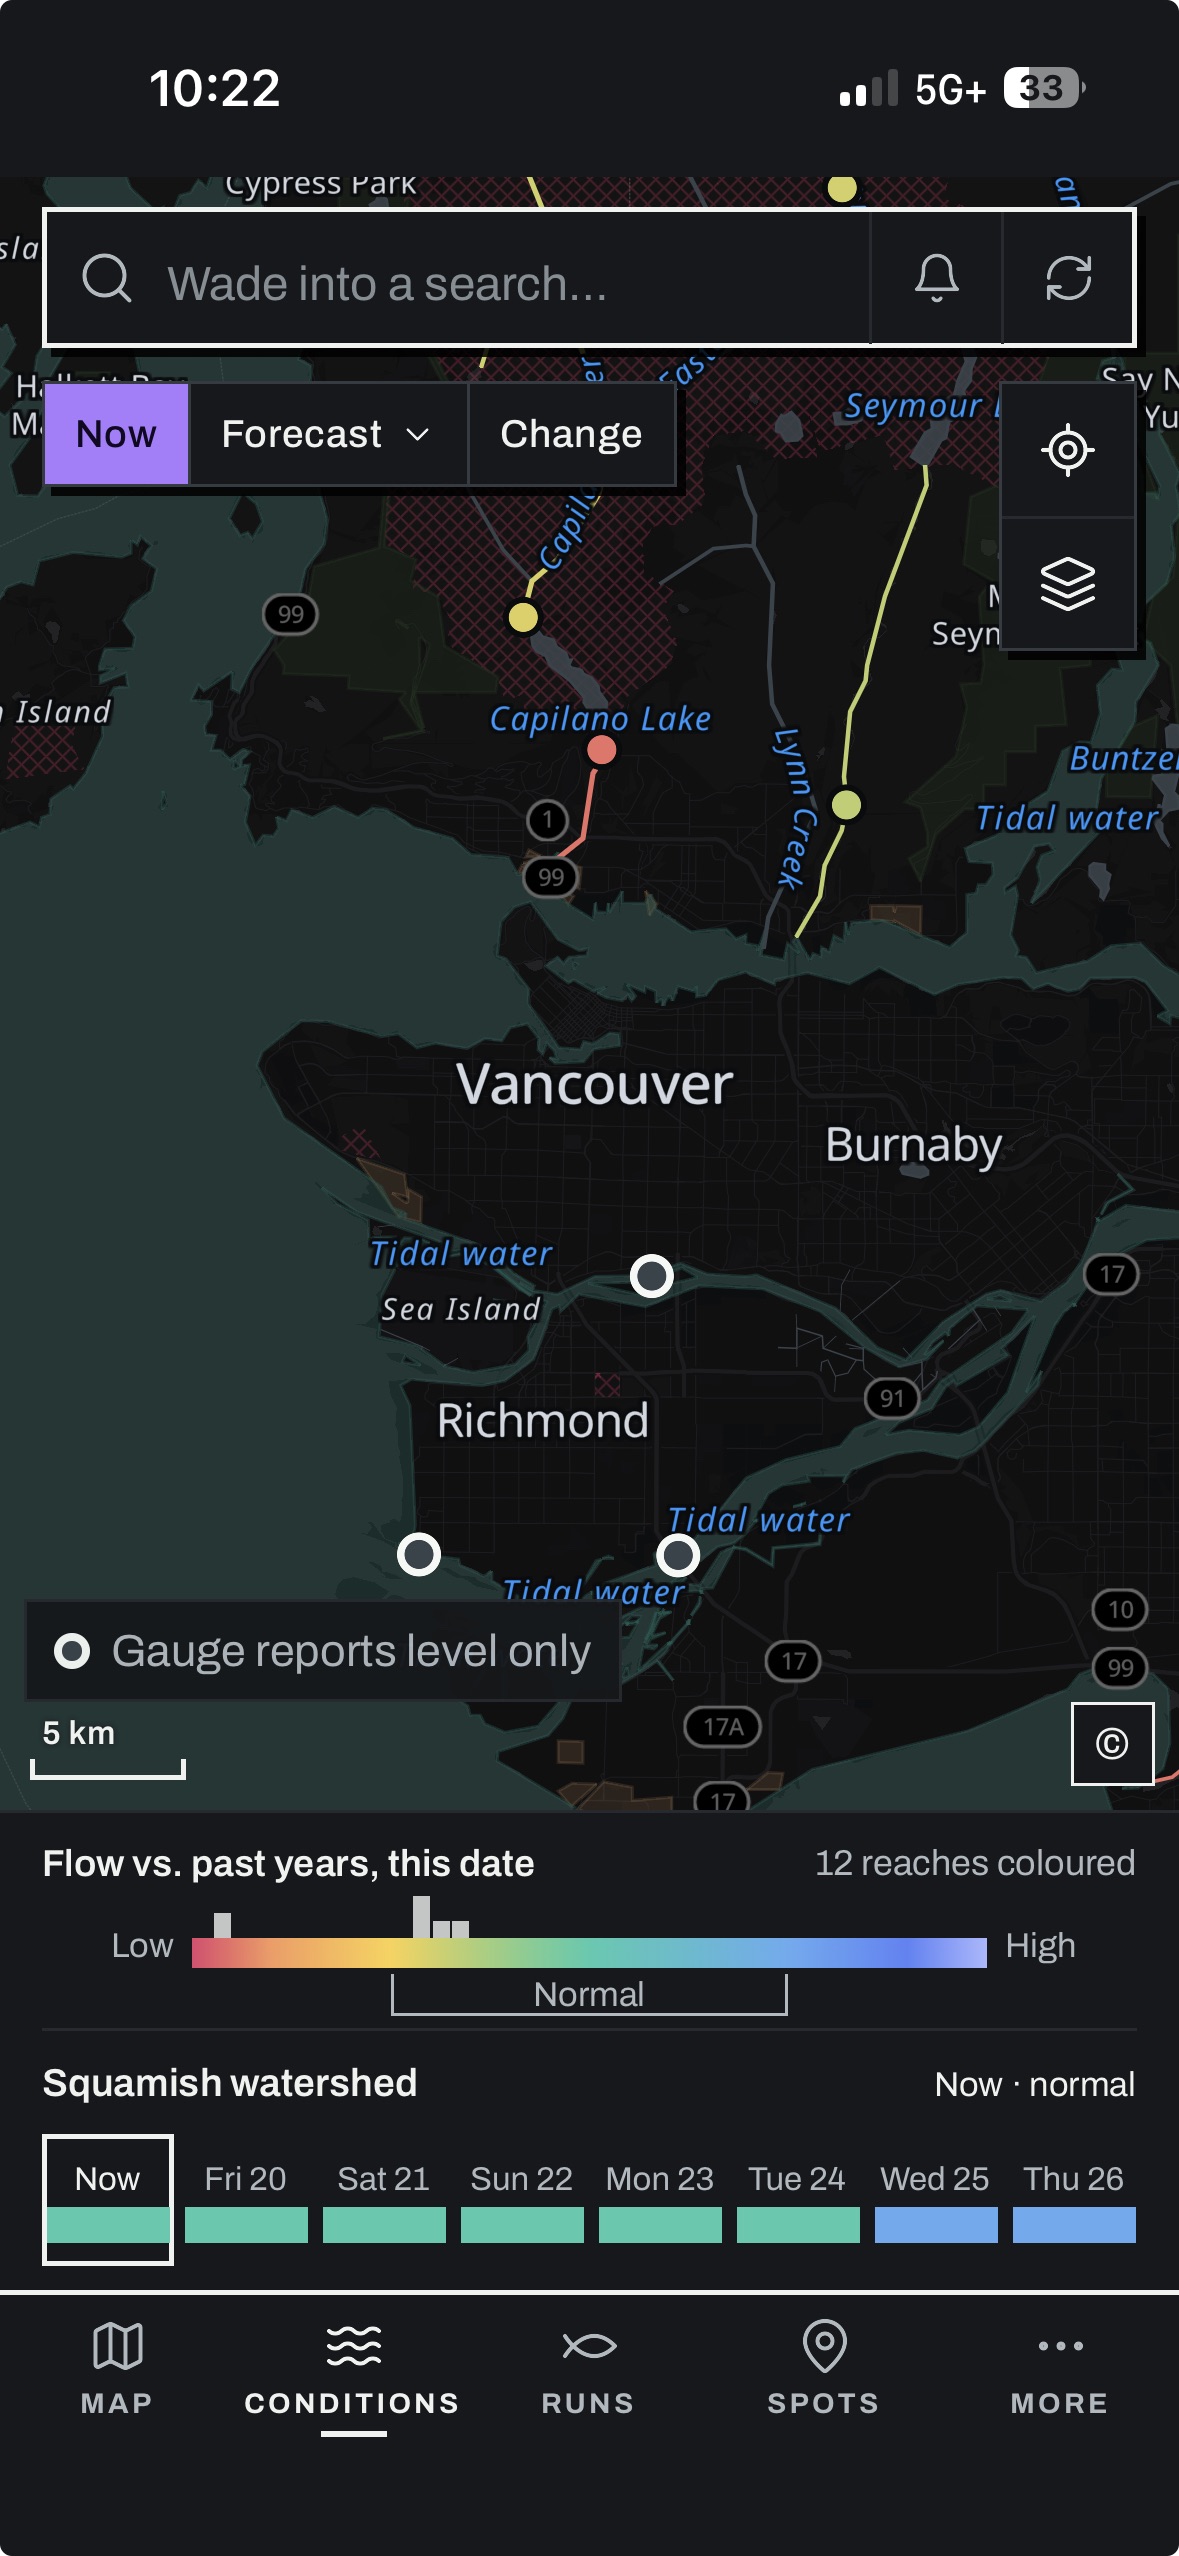 10:22
5G+ 33
Cypress Park
Wade into a search...
Now
Forecast
Change
Seymour
99
Island
Capilano Lake
Lynn Creek
Buntze
Tidal water
1
99
Vancouver
Burnaby
Tidal water
Sea Island
17
91
Richmond
Tidal water
Tidal water
Gauge reports level only
10
17
99
17A
5 km
©
17
Flow vs. past years, this date
12 reaches coloured
Low
High
Normal
Squamish watershed
Now · normal
Now
Fri 20
Sat 21
Sun 22
Mon 23
Tue 24
Wed 25
Thu 26
MAP
CONDITIONS
RUNS
SPOTS
MORE